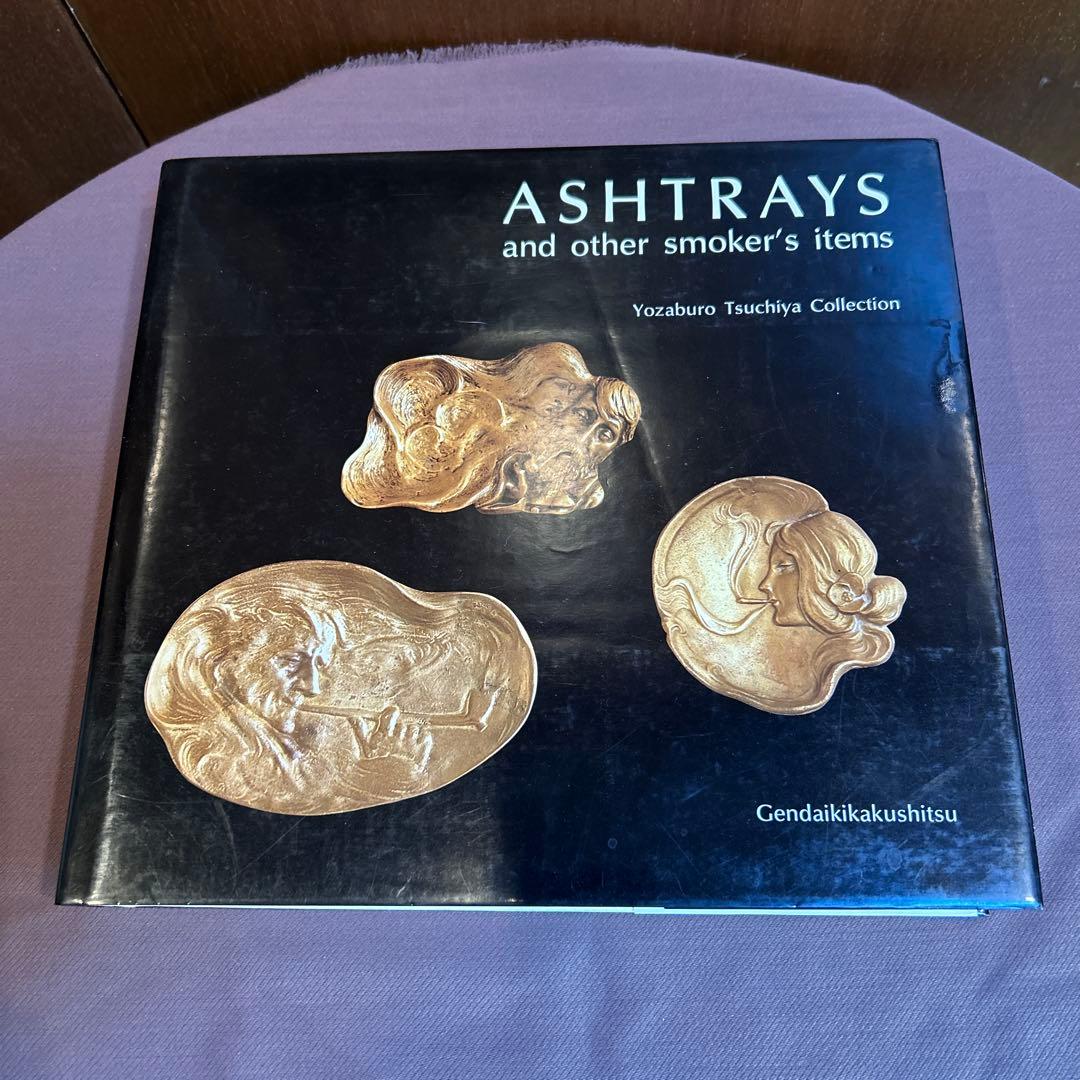 ASHTRAYS
and other smoker's items
Yozaburo Tsuchiya Collection
Gendaikikakushitsu